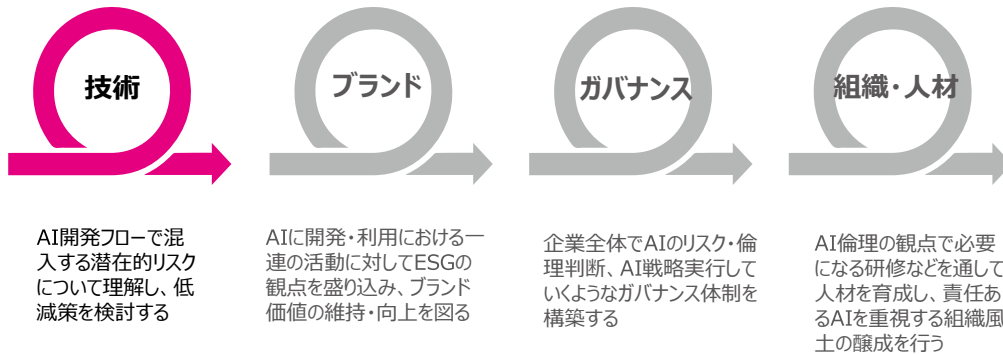 技術
ブランド
ガバナンス
組織・人材
AI開発フローで混
入する潜在的リスク
について理解し、低
減策を検討する
AIに開発・利用における一
連の活動に対してESGの
観点を盛り込み、ブランド
価値の維持・向上を図る
企業全体でAIのリスク・倫
理判断、AI戦略実行して
いくようなガバナンス体制を
構築する
AI倫理の観点で必要
になる研修などを通して
人材を育成し、責任あ
るAIを重視する組織風
土の醸成を行う